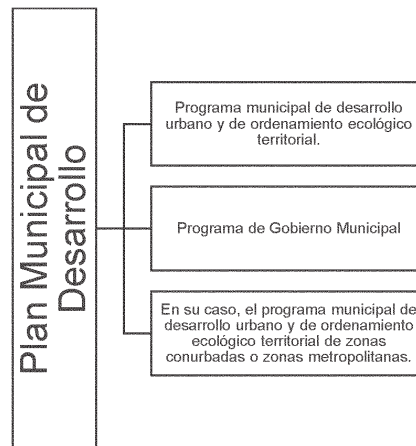 Plan Municipal de
Desarrollo
Programa municipal de desarrollo
urbano y de ordenamiento ecológico
territorial.
Programa de Gobierno Municipal
En su caso, el programa municipal de
desarrollo urbano y de ordenamiento
ecológico territorial de zonas
conurbadas o zonas metropolitanas.